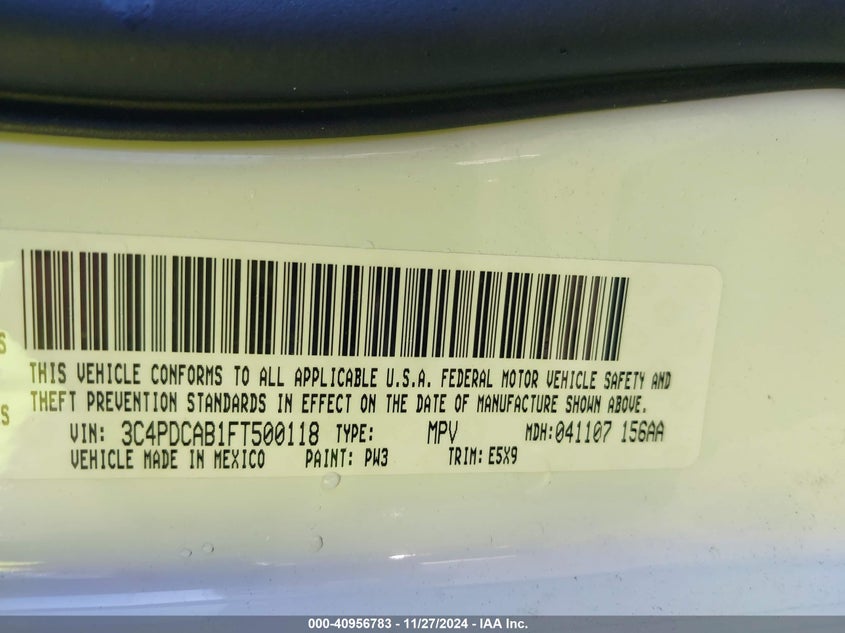 S
THIS VEHICLE CONFORMS TO ALL APPLICABLE U.S.A. FEDERAL MOTOR VEHICLE SAFETY AND
S THEFT PREVENTION STANDARDS IN EFFECT ON THE DATE OF MANUFACTURE SHOWN ABOVE.
VIN: 3C4PDCAB1FT500118 TYPE: MPV MDH:041107 156AA
VEHICLE MADE IN MEXICO PAINT: PW3 TRIM: E5X9
000-40956783 - 11/27/2024 - IAA Inc.